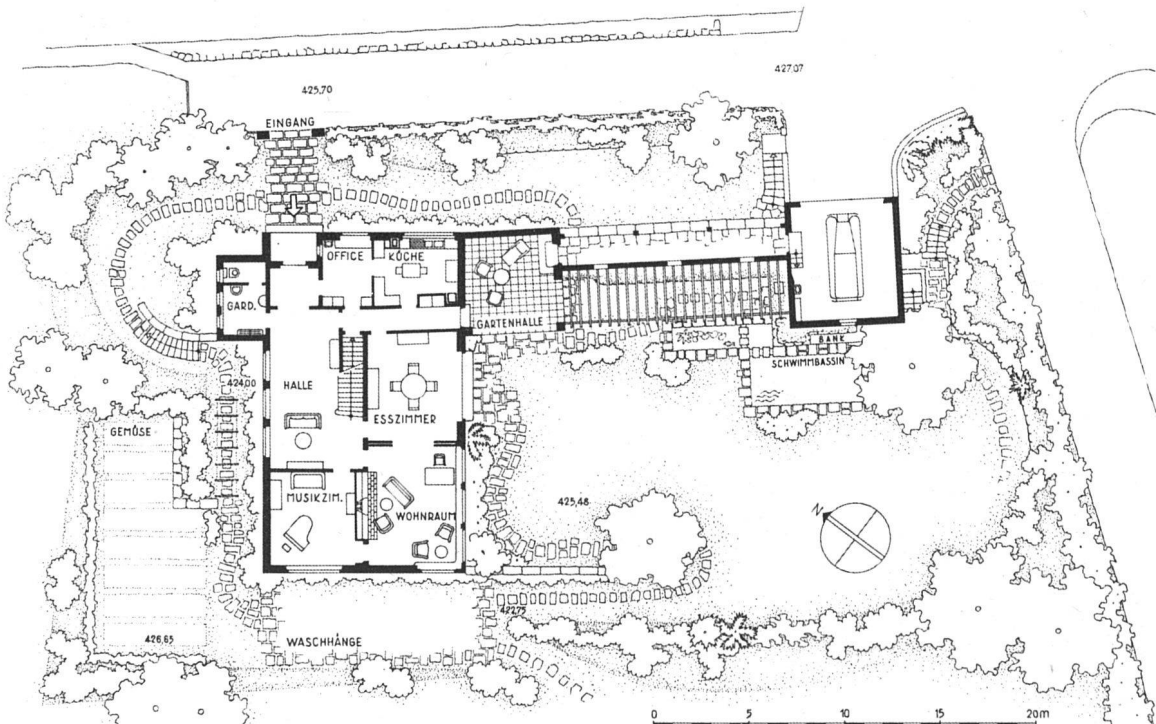 427,07
425,70
EINGANG
OFFICE
KÜCHE
GARD.
GARTENHALLE
BANK
SCHWIMMBASSIN
424,00
HALLE
ESSZIMMER
GEMÜSE
MUSIKZIM.
WOHNRAUM
425,48
N
422,75
426,65
WASCHHÄNGE
0 5 10 15 20m